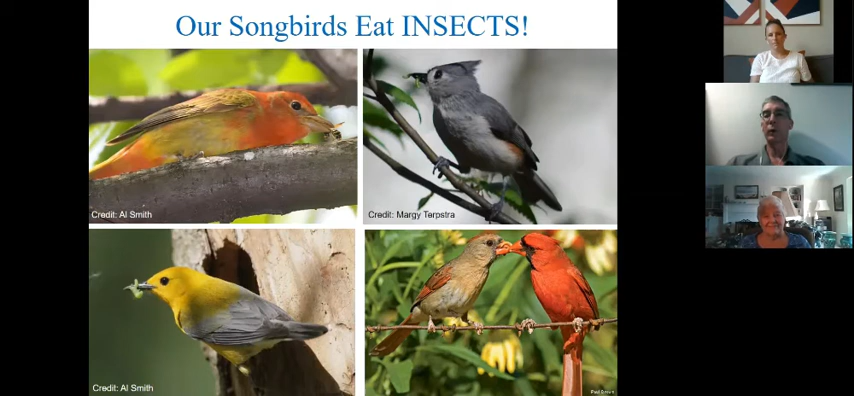 Our Songbirds Eat INSECTS!
Credit: Al Smith
Credit: Margy Terpstra
Credit: Al Smith